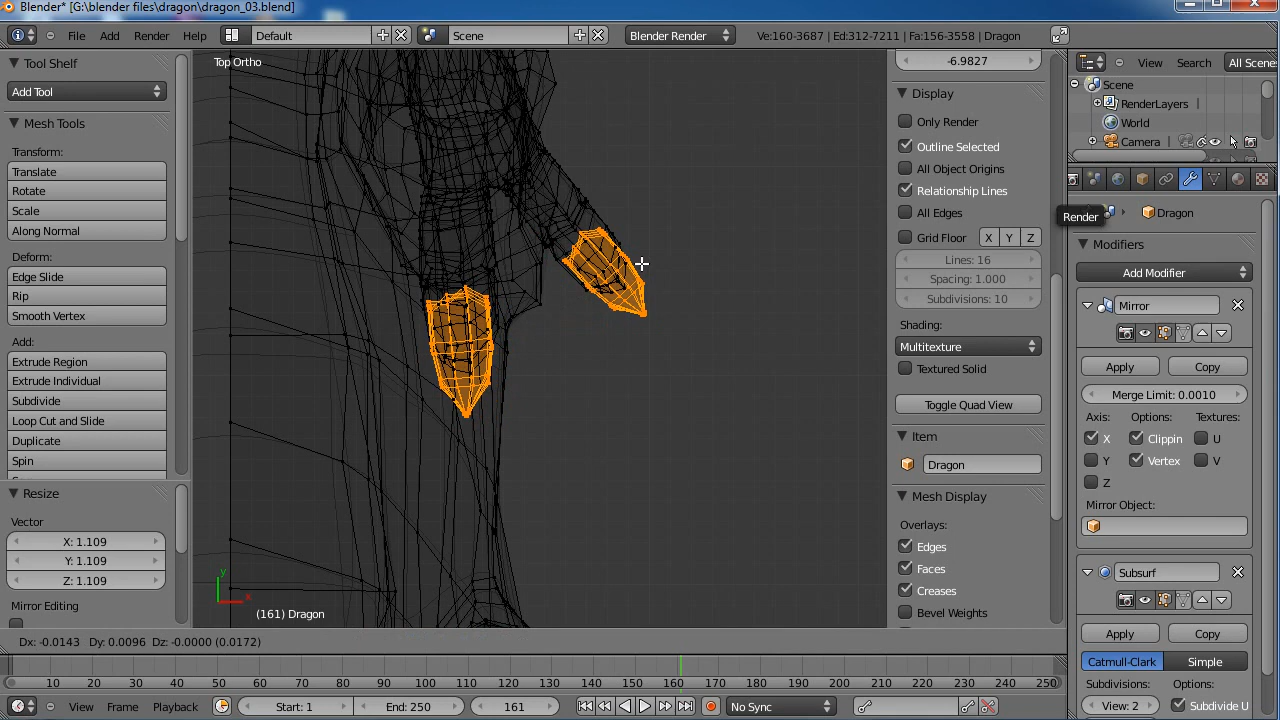 Blender* [G:\blender files\dragon\dragon_03.blend]
File Add Render Help Default Scene Blender Render Ve:160-3687 | Ed:312-7211 | Fa:156-3558 | Dragon
Tool Shelf
Add Tool
Mesh Tools
Transform:
Translate
Rotate
Scale
Along Normal
Deform:
Edge Slide
Rip
Smooth Vertex
Add:
Extrude Region
Extrude Individual
Subdivide
Loop Cut and Slide
Duplicate
Spin
Resize
Vector
X: 1.109
Y: 1.109
Z: 1.109
Mirror Editing
Top Ortho
y
x
(161) Dragon
-6.9827
Display
Only Render
Outline Selected
All Object Origins
Relationship Lines
All Edges
Grid Floor X Y Z
Lines: 16
Spacing: 1.000
Subdivisions: 10
Shading:
Multitexture
Textured Solid
Toggle Quad View
Item
Dragon
Mesh Display
Overlays:
Edges
Faces
Creases
Bevel Weights
View Search All Scene
Scene
RenderLayers
World
Camera
Render
Dragon
Modifiers
Add Modifier
Mirror
Apply Copy
Merge Limit: 0.0010
Axis: Options: Textures:
X Clippin U
Y Vertex V
Z
Mirror Object:
Subsurf
Apply Copy
Catmull-Clark Simple
Subdivisions: Options:
View: 2 Subdivide U
Dx: -0.0143 Dy: 0.0096 Dz: -0.0000 (0.0172)
10 20 30 40 50 60 70 80 90 100 110 120 130 140 150 160 170 180 190 200 210 220 230 240 250
View Frame Playback Start: 1 End: 250 161 No Sync